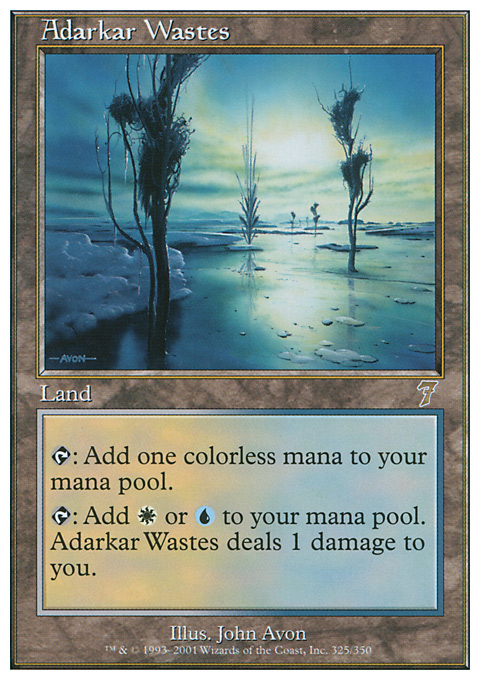 Adarkar Wastes
—AVON—
Land
7
: Add one colorless mana to your
mana pool.
: Add or to your mana pool.
Adarkar Wastes deals 1 damage to
you.
Illus. John Avon
™ & © 1993–2001 Wizards of the Coast, Inc. 325/350